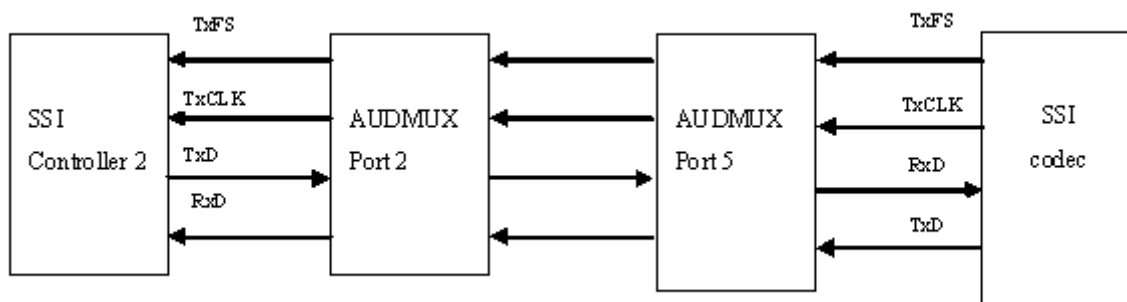 TxFS
TxFS
SSI
Controller 2
TxCLK
TxD
RxD
AUDMUX
Port 2
AUDMUX
Port 5
TxCLK
RxD
TxD
SSI
codec